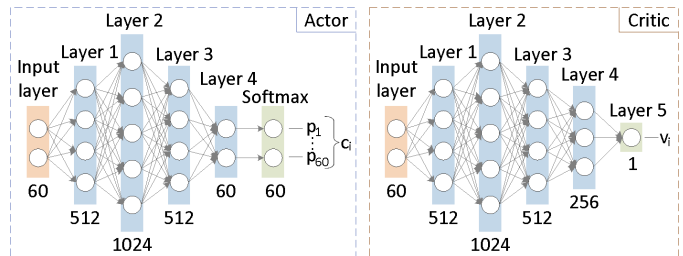 Actor
Layer 2
Layer 1
Layer 3
Input
layer
Layer 4
Softmax
p1
⋮
p60
ci
60
512
1024
512
60
60
Critic
Layer 2
Layer 1
Layer 3
Input
layer
Layer 4
Layer 5
vi
60
512
1024
512
256
1